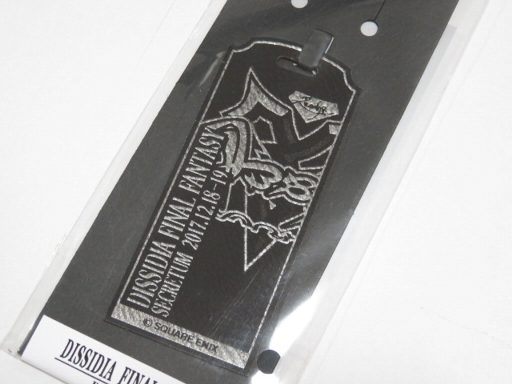 DISSIDIA FINAL FANTASY
SECRETUM 2017.12.18-19
© SQUARE ENIX
DISSIDIA FINAL